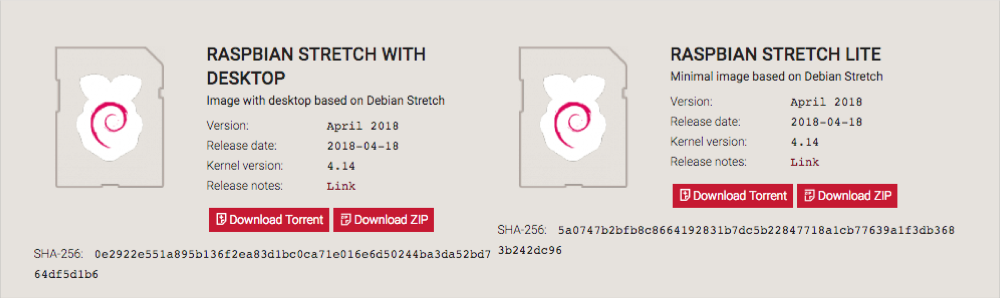 RASPBIAN STRETCH WITH
DESKTOP
Image with desktop based on Debian Stretch
Version: April 2018
Release date: 2018-04-18
Kernel version: 4.14
Release notes: Link
Download Torrent Download ZIP
SHA-256: 0e2922e551a895b136f2ea83d1bc0ca71e016e6d50244ba3da52bd7
64df5d1b6
RASPBIAN STRETCH LITE
Minimal image based on Debian Stretch
Version: April 2018
Release date: 2018-04-18
Kernel version: 4.14
Release notes: Link
Download Torrent Download ZIP
SHA-256: 5a0747b2bfb8c8664192831b7dc5b22847718a1cb77639a1f3db368
3b242dc96